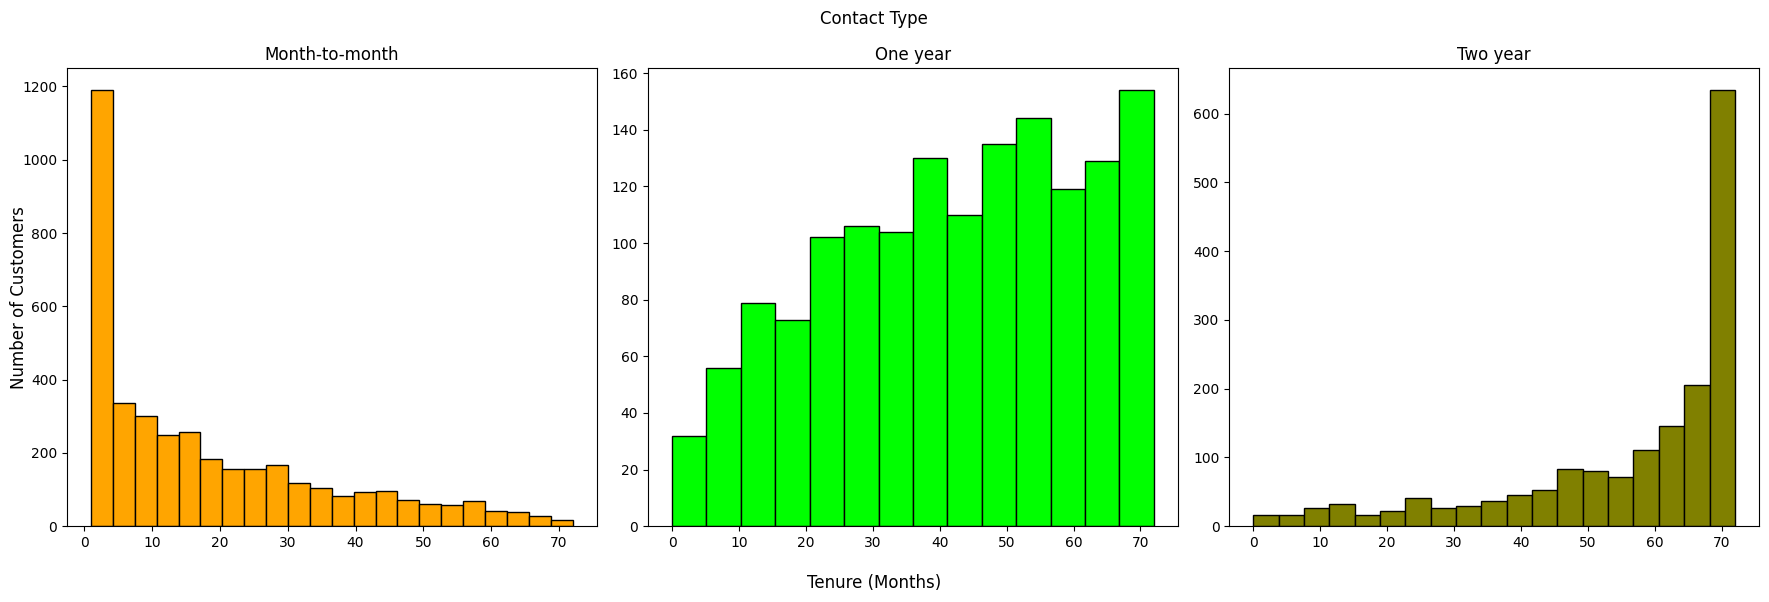 Contact Type
Month-to-month
One year
Two year
Number of Customers
1200
1000
800
600
400
200
0
0 10 20 30 40 50 60 70
160
140
120
100
80
60
40
20
0
0 10 20 30 40 50 60 70
600
500
400
300
200
100
0
0 10 20 30 40 50 60 70
Tenure (Months)